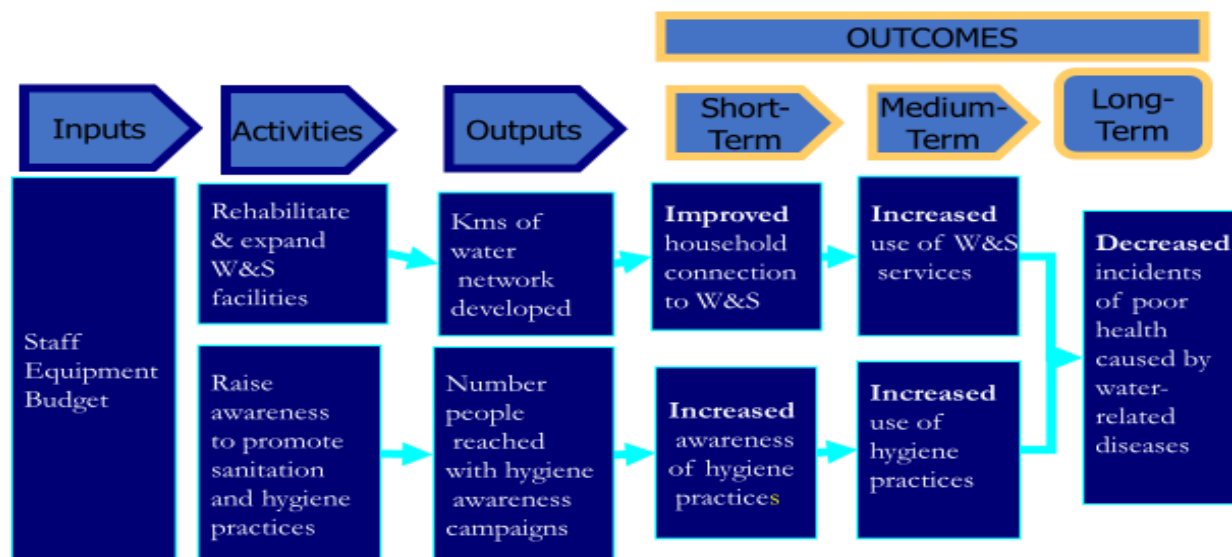 OUTCOMES
Inputs
Activities
Outputs
Short-
Term
Medium-
Term
Long-
Term
Staff
Equipment
Budget
Rehabilitate
& expand
W&S
facilities
Kms of
water
network
developed
Improved
household
connection
to W&S
Increased
use of W&S
services
Decreased
incidents
of poor
health
caused by
water-
related
diseases
Raise
awareness
to promote
sanitation
and hygiene
practices
Number
people
reached
with hygiene
awareness
campaigns
Increased
awareness
of hygiene
practices
Increased
use of
hygiene
practices